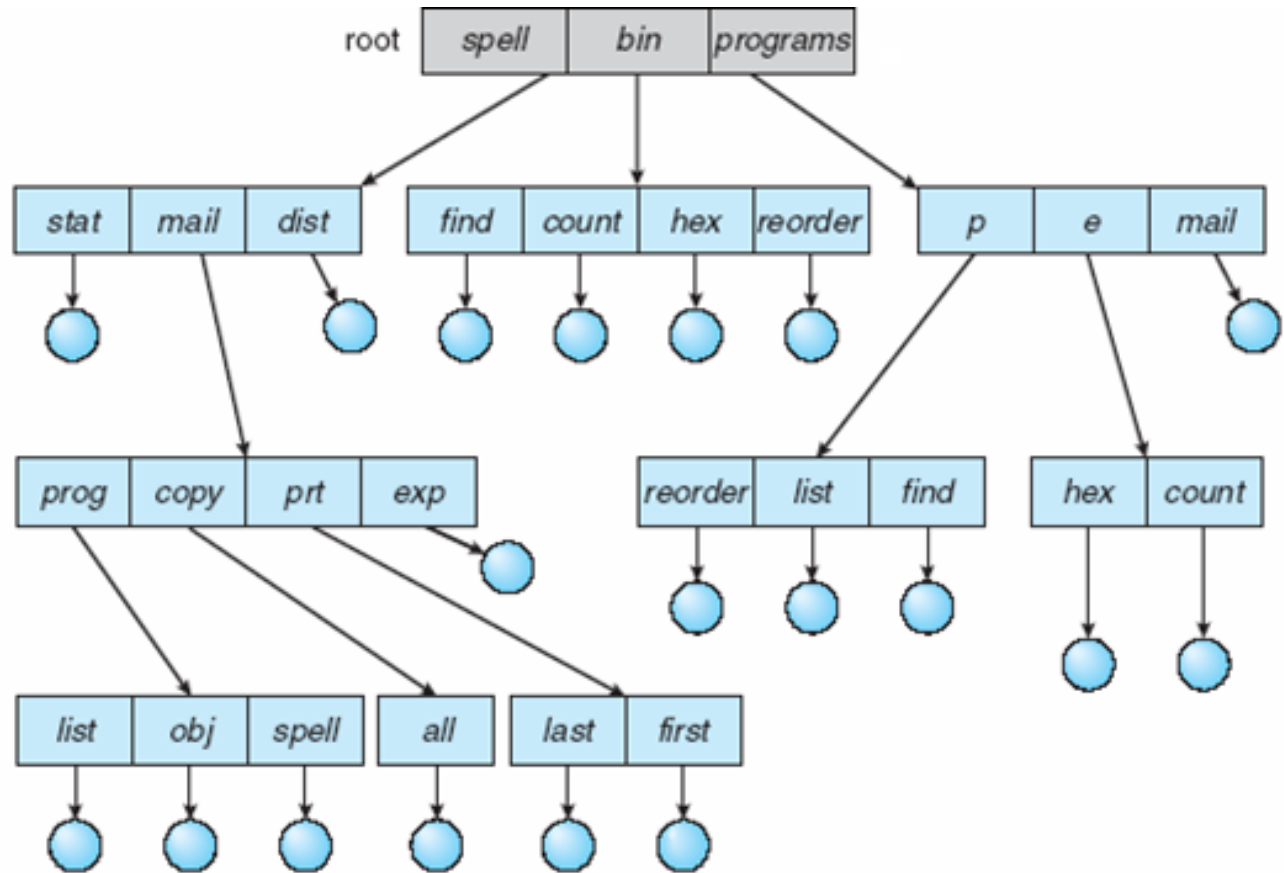 root spell bin programs
stat mail dist find count hex reorder p e mail
prog copy prt exp reorder list find hex count
list obj spell all last first